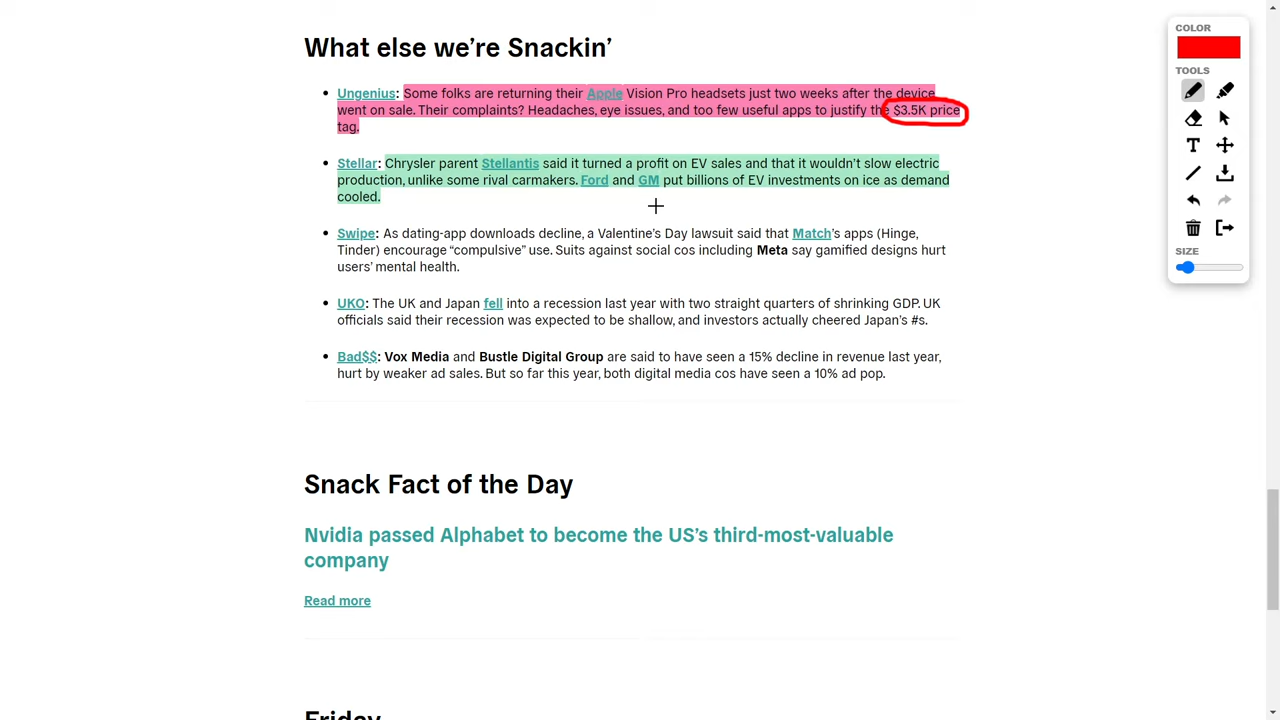 What else we're Snackin'
Ungenius: Some folks are returning their Apple Vision Pro headsets just two weeks after the device
went on sale. Their complaints? Headaches, eye issues, and too few useful apps to justify the $3.5K price
tag.
Stellar: Chrysler parent Stellantis said it turned a profit on EV sales and that it wouldn't slow electric
production, unlike some rival carmakers. Ford and GM put billions of EV investments on ice as demand
cooled.
Swipe: As dating-app downloads decline, a Valentine's Day lawsuit said that Match's apps (Hinge,
Tinder) encourage “compulsive” use. Suits against social cos including Meta say gamified designs hurt
users' mental health.
UKO: The UK and Japan fell into a recession last year with two straight quarters of shrinking GDP. UK
officials said their recession was expected to be shallow, and investors actually cheered Japan's #s.
Bad$$: Vox Media and Bustle Digital Group are said to have seen a 15% decline in revenue last year,
hurt by weaker ad sales. But so far this year, both digital media cos have seen a 10% ad pop.
Snack Fact of the Day
Nvidia passed Alphabet to become the US's third-most-valuable
company
Read more
Friday
COLOR
TOOLS
SIZE